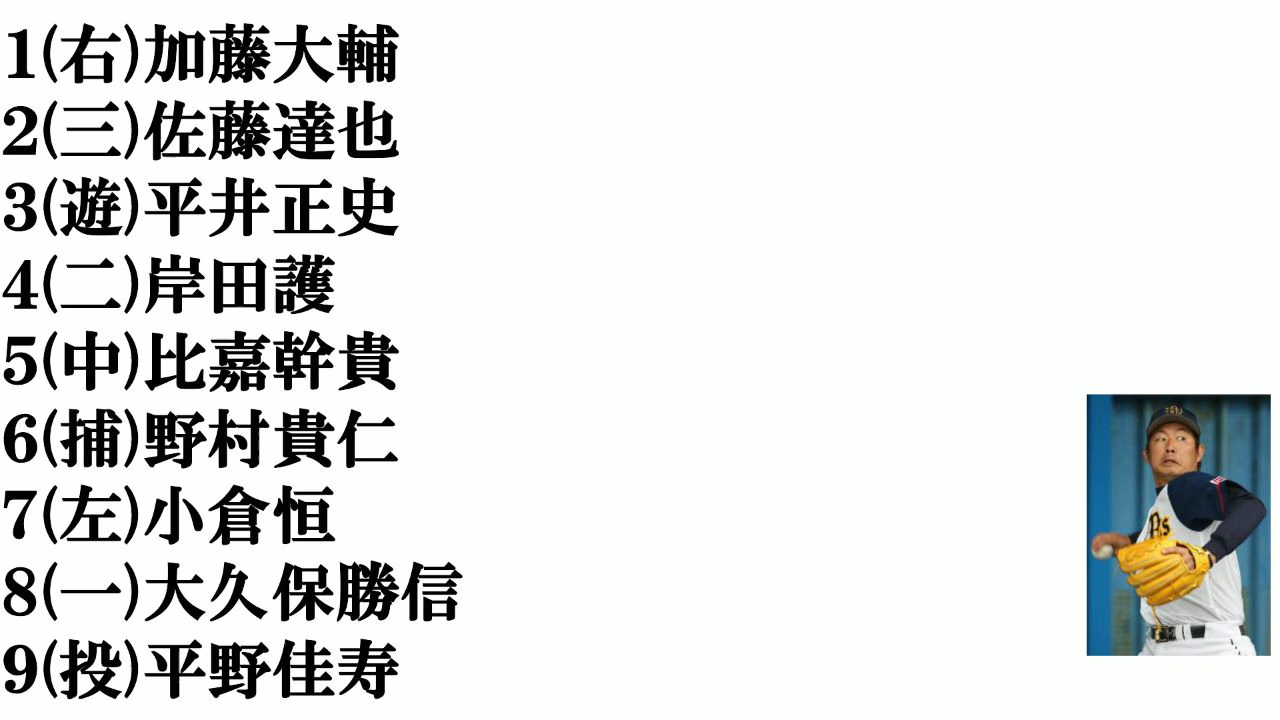 1(右)加藤大輔
2(三)佐藤達也
3(遊)平井正史
4(二)岸田護
5(中)比嘉幹貴
6(捕)野村貴仁
7(左)小倉恒
8(一)大久保勝信
9(投)平野佳寿
Bs